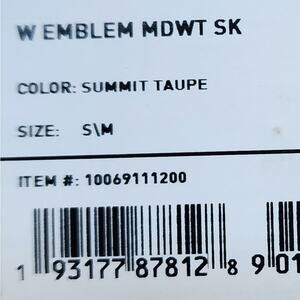 W EMBLEM MDWT SK
COLOR: SUMMIT TAUPE
SIZE: S\M
ITEM #: 10069111200
1 93177 87812 8 901